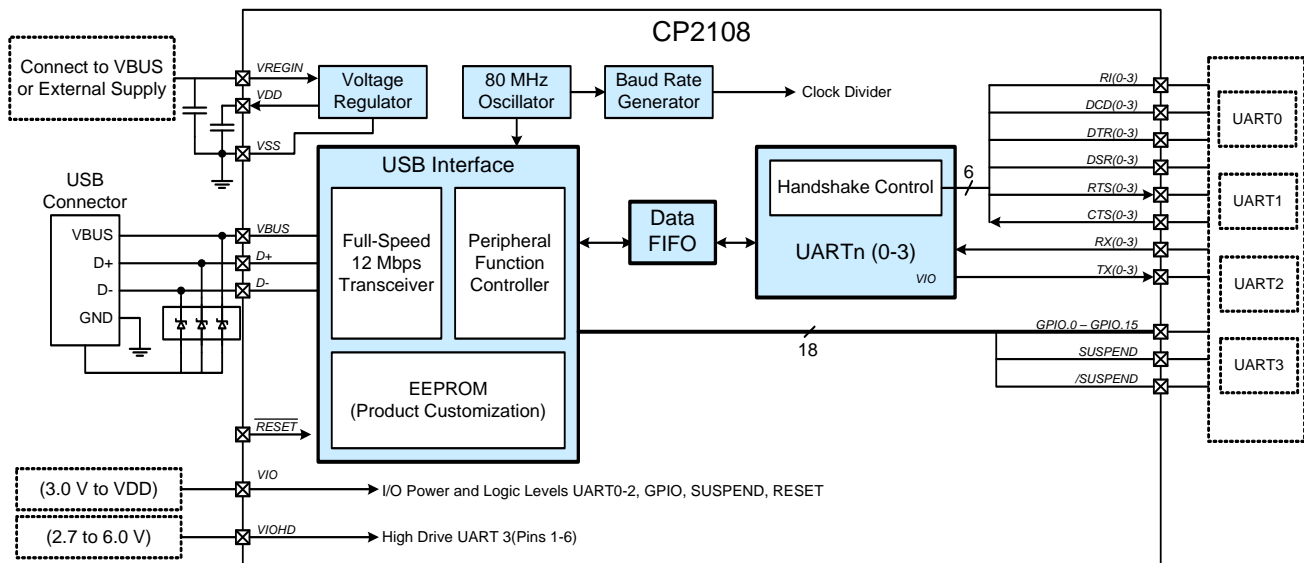 CP2108
Connect to VBUS
or External Supply
VREGIN
VDD
VSS
Voltage
Regulator
80 MHz
Oscillator
Baud Rate
Generator
Clock Divider
USB
Connector
VBUS
D+
D-
GND
VBUS
D+
D-
USB Interface
Full-Speed
12 Mbps
Transceiver
Peripheral
Function
Controller
EEPROM
(Product Customization)
Data
FIFO
Handshake Control
UARTn (0-3)
VIO
6
18
RI(0-3)
DCD(0-3)
DTR(0-3)
DSR(0-3)
RTS(0-3)
CTS(0-3)
RX(0-3)
TX(0-3)
GPIO.0 – GPIO.15
SUSPEND
/SUSPEND
UART0
UART1
UART2
UART3
RESET
(3.0 V to VDD)
VIO
I/O Power and Logic Levels UART0-2, GPIO, SUSPEND, RESET
(2.7 to 6.0 V)
VIOHD
High Drive UART 3(Pins 1-6)